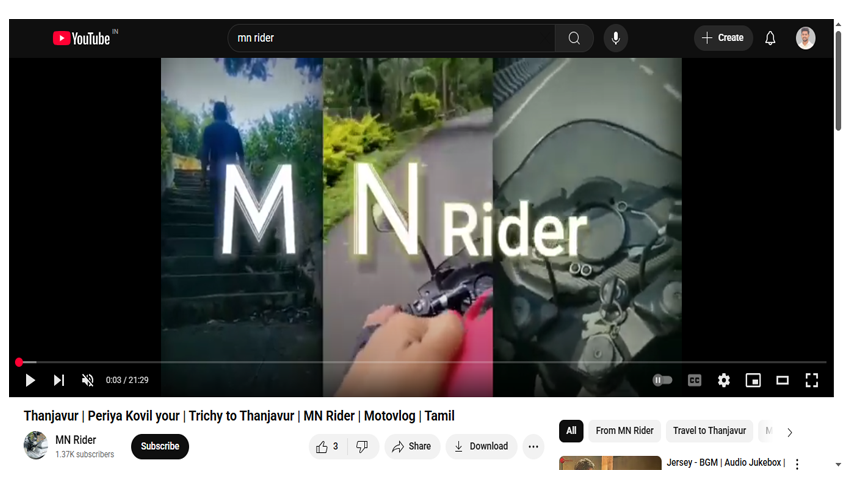 YouTube IN
mn rider
Create
M N Rider
0:03 / 21:29
CC
Thanjavur | Periya Kovil your | Trichy to Thanjavur | MN Rider | Motovlog | Tamil
MN Rider
1.37K subscribers
Subscribe
3
Share
Download
All
From MN Rider
Travel to Thanjavur
M
Jersey - BGM | Audio Jukebox |